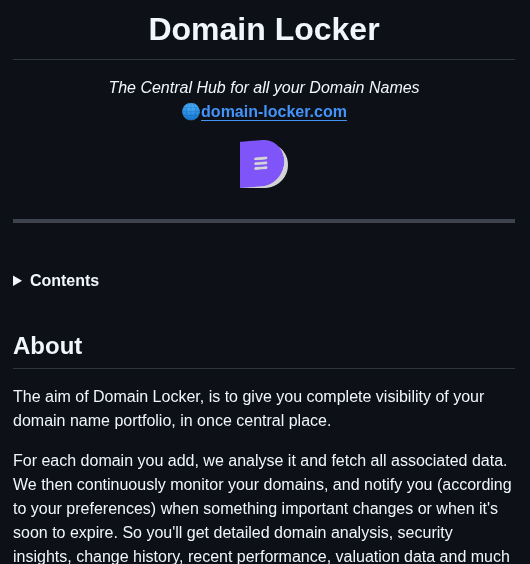 Domain Locker
The Central Hub for all your Domain Names
domain-locker.com
Contents
About
The aim of Domain Locker, is to give you complete visibility of your
domain name portfolio, in once central place.
For each domain you add, we analyse it and fetch all associated data.
We then continuously monitor your domains, and notify you (according
to your preferences) when something important changes or when it's
soon to expire. So you'll get detailed domain analysis, security
insights, change history, recent performance, valuation data and much